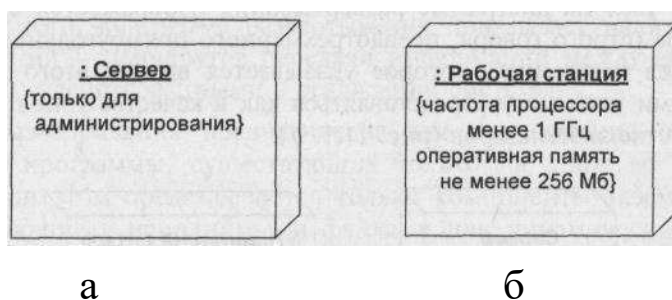 : Сервер
{только для
администрирования}
: Рабочая станция
{частота процессора
менее 1 ГГц
оперативная память
не менее 256 Мб}
а
б